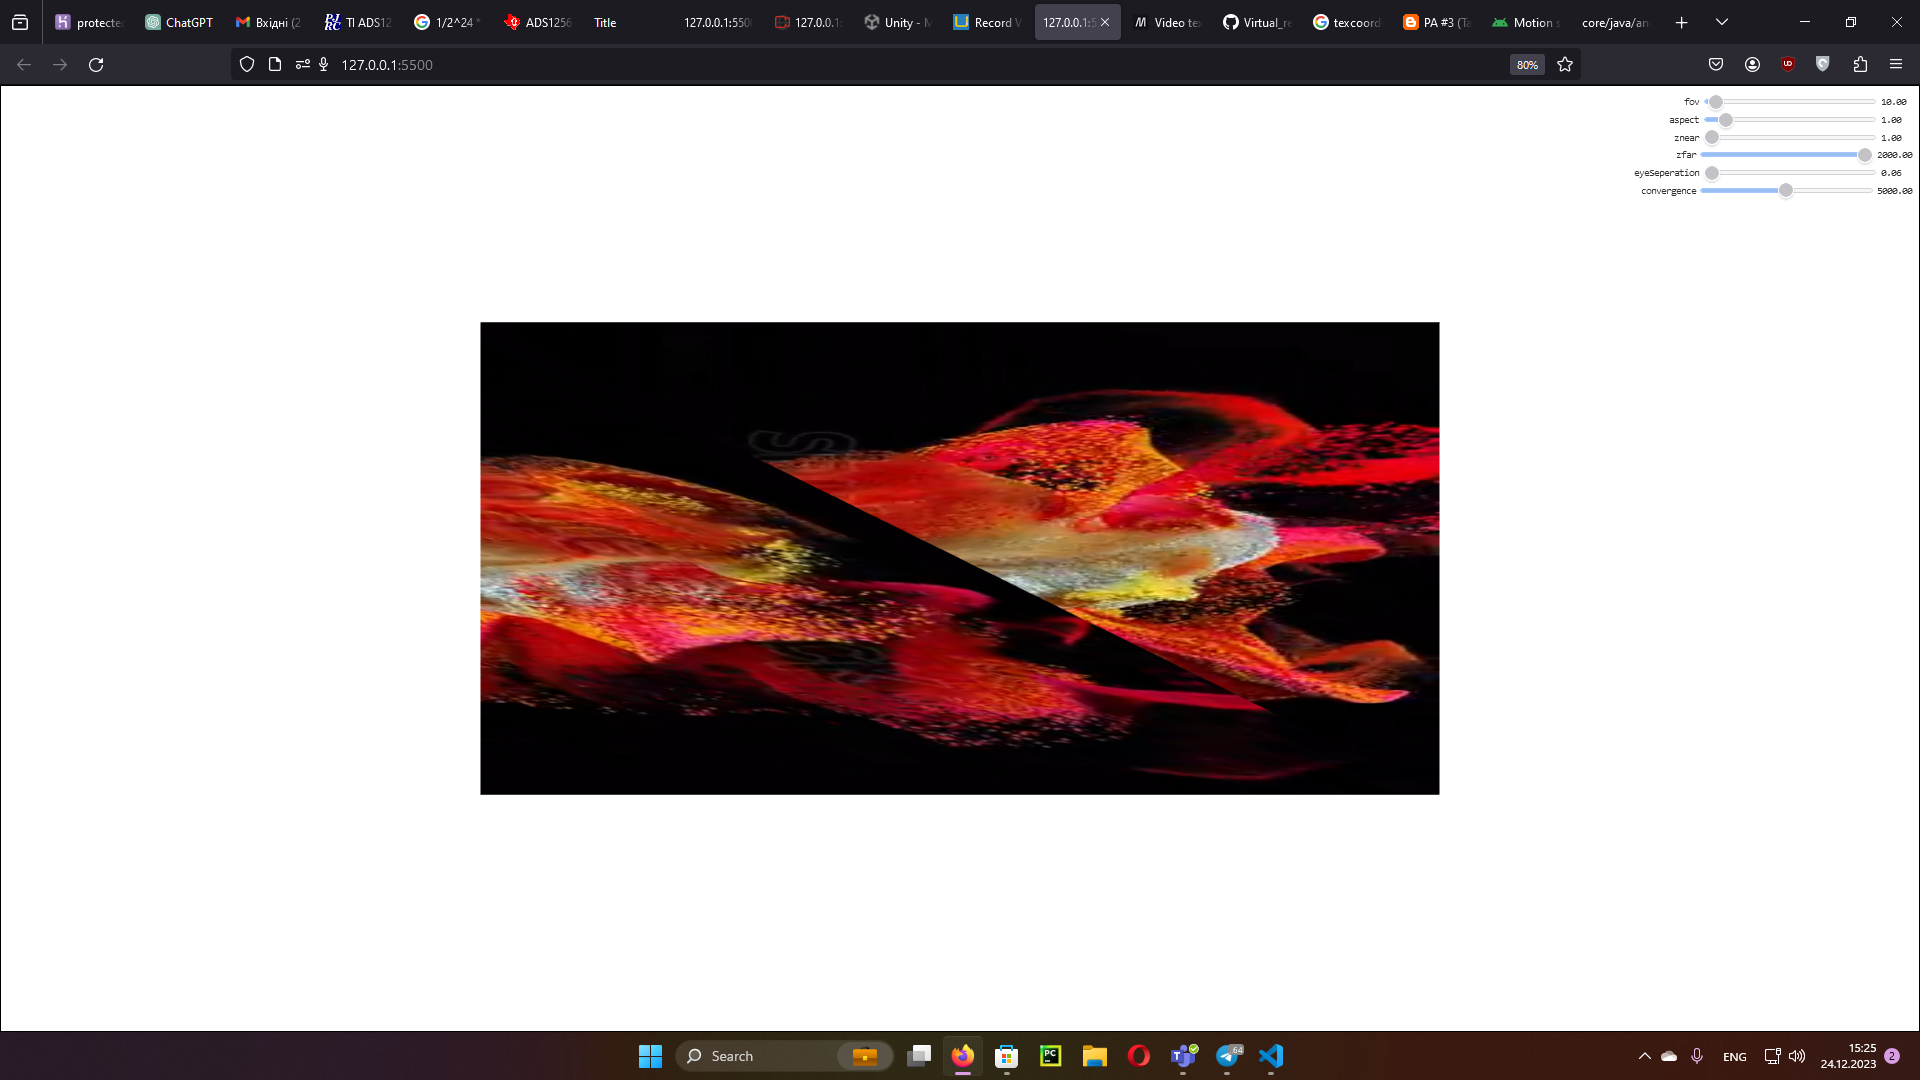 protecte
ChatGPT
Вхідні (2
TI ADS12
1/2^24 *
ADS1256
Title
127.0.0.1:550
127.0.0.1:
Unity - M
Record V
127.0.0.1:5
Video te
Virtual_re
texcoord
PA #3 (Ta
Motion s
core/java/an
127.0.0.1:5500
80%
fov 10.00
aspect 1.00
znear 1.00
zfar 2000.00
eyeSeperation 0.06
convergence 5000.00
Search
64
ENG
15:25
24.12.2023
2